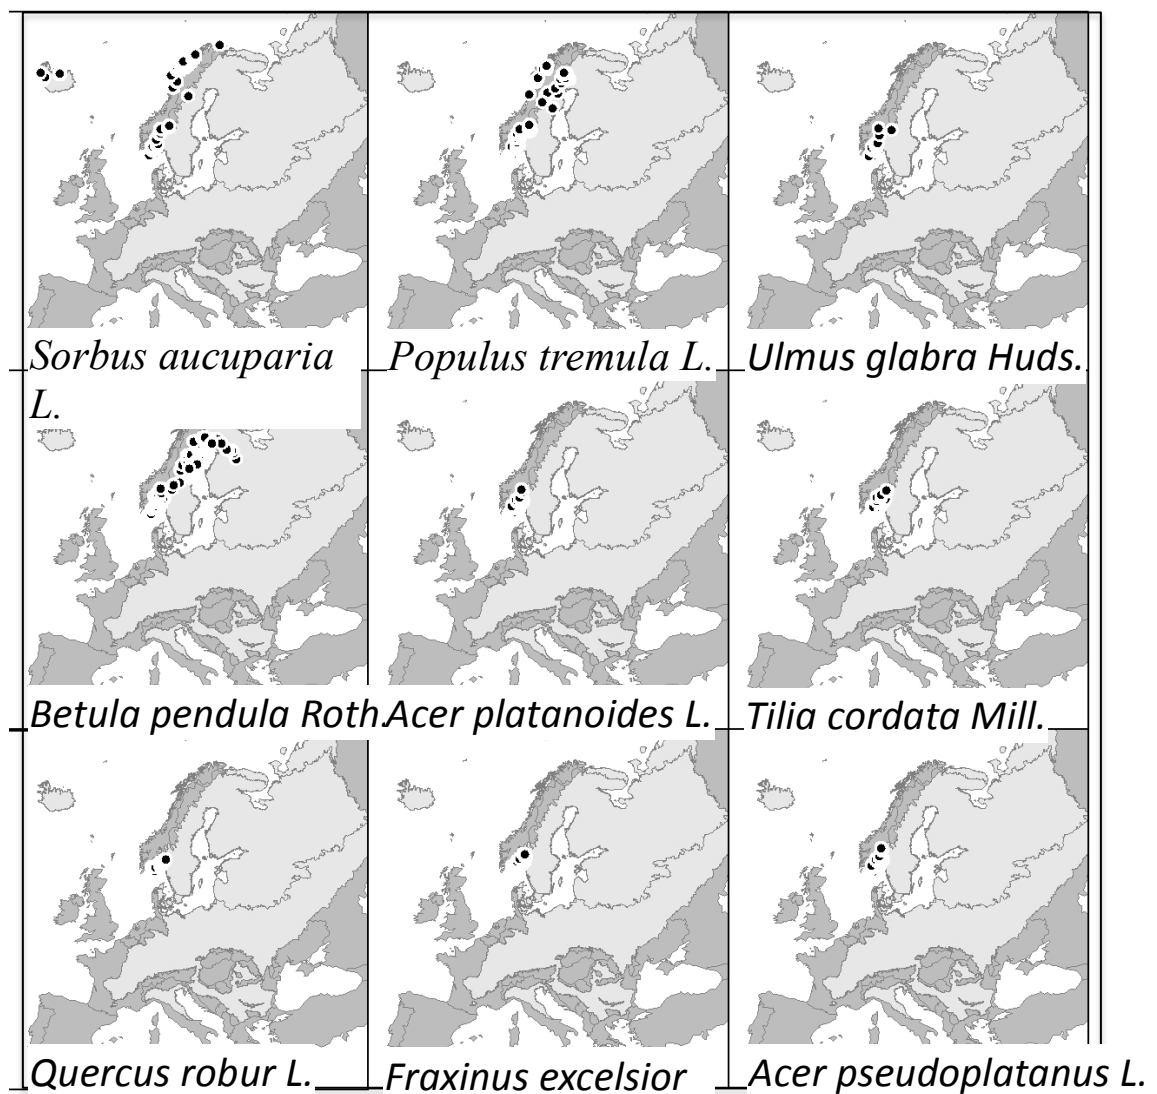 Sorbus aucuparia
L.
Populus tremula L.
Ulmus glabra Huds.
Betula pendula Roth.
Acer platanoides L.
Tilia cordata Mill.
Quercus robur L.
Fraxinus excelsior
Acer pseudoplatanus L.